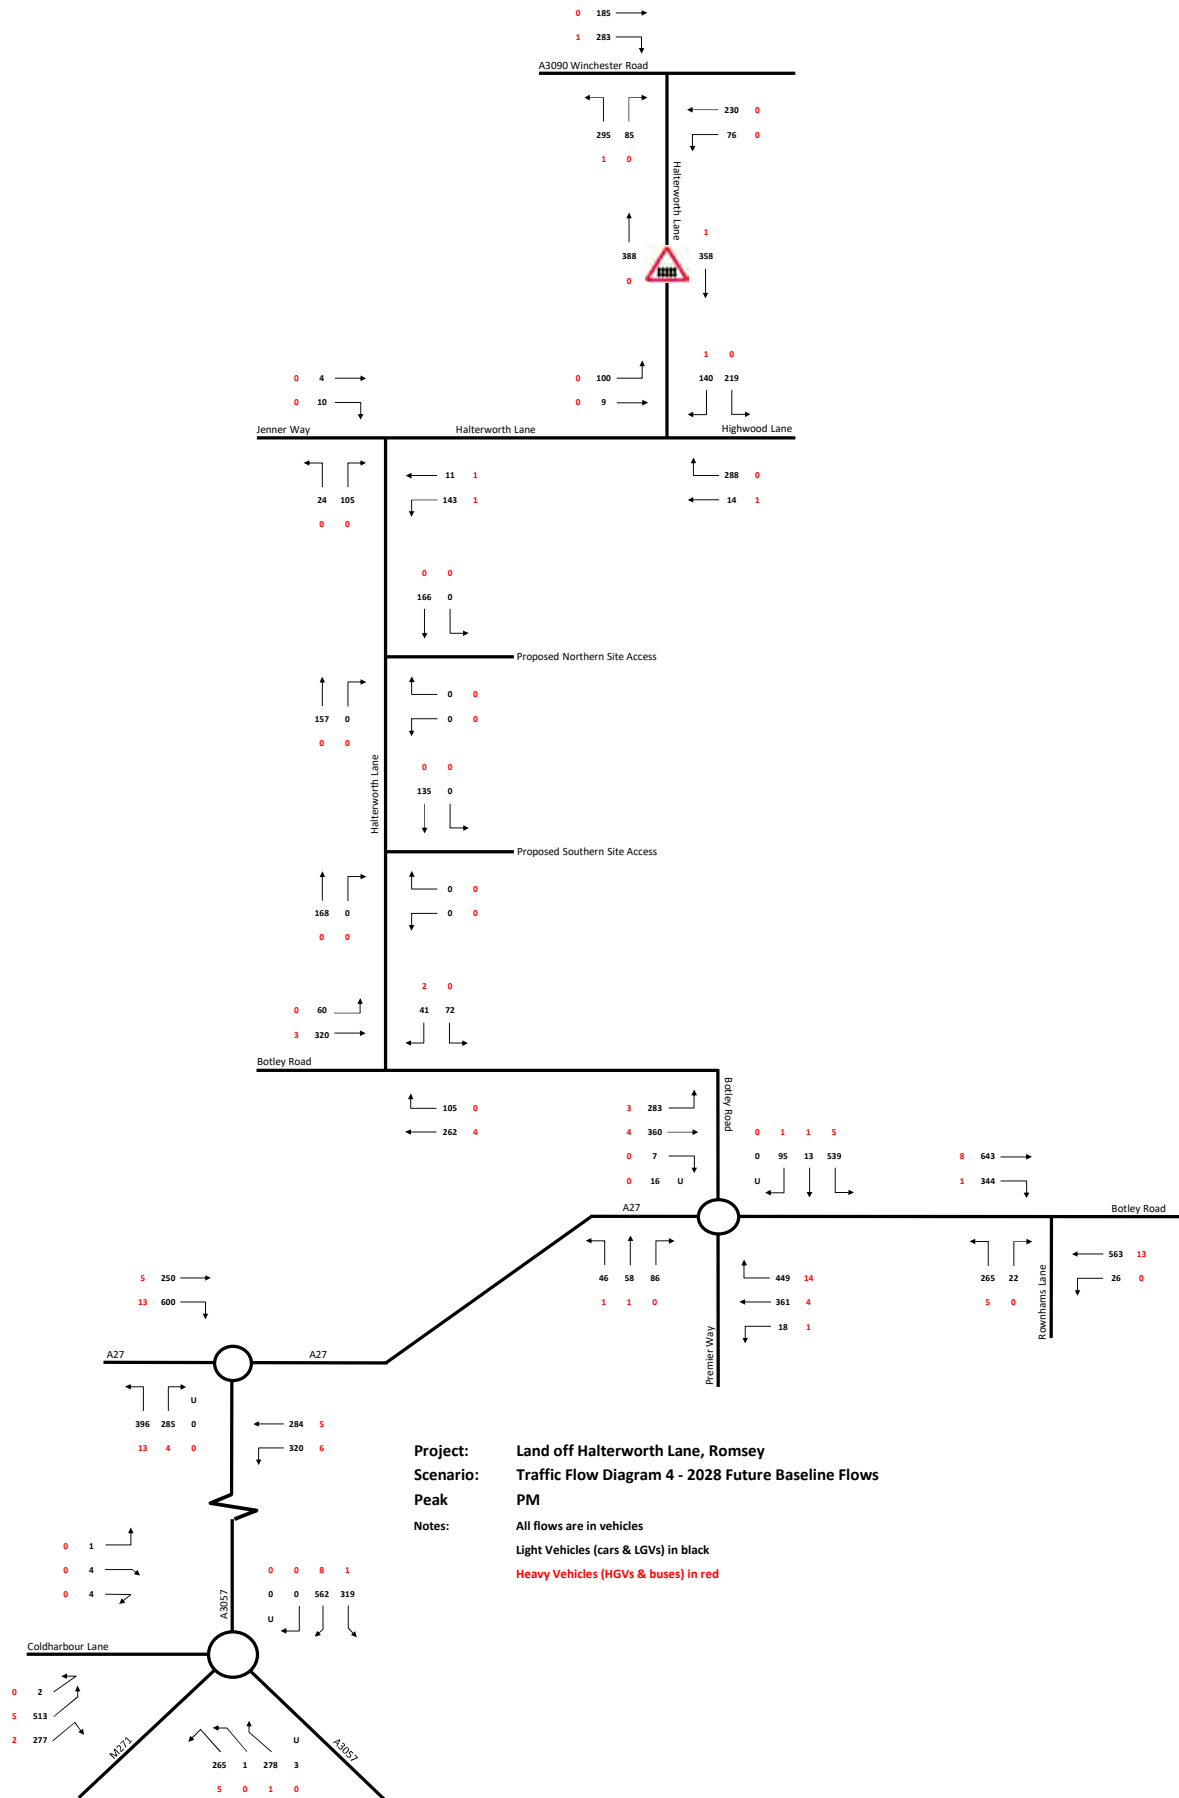 0 185
1 283
A3090 Winchester Road
230 0
295 85
76 0
1 0
Halterworth Lane
1
388 358
0
1 0
0 4 0 100 140 219
0 10 0 9
Jenner Way Halterworth Lane Highwood Lane
11 1 288 0
24 105 143 1 14 1
0 0
0 0
166 0
Proposed Northern Site Access
0 0
157 0 0 0
0 0
Halterworth Lane
0 0
135 0
Proposed Southern Site Access
0 0
168 0 0 0
0 0
2 0
0 60 41 72
3 320
Botley Road
Botley Road
105 0 3 283
262 4 4 360 0 1 1 5
0 7 0 95 13 539 8 643
0 16 U U 1 344
A27 Botley Road
563 13
46 58 86 449 14 265 22 26 0
1 1 0 361 4 5 0
18 1
Premier Way
Rownhams Lane
5 250
13 600
A27 A27
U
396 285 0 284 5
13 4 0 320 6
Project: Land off Halterworth Lane, Romsey
Scenario: Traffic Flow Diagram 4 - 2028 Future Baseline Flows
Peak PM
Notes: All flows are in vehicles
Light Vehicles (cars & LGVs) in black
Heavy Vehicles (HGVs & buses) in red
0 1
0 4 0 0 8 1
0 4 0 0 562 319
U
A3057
Coldharbour Lane
0 2
5 513
2 277
M271
U
265 1 278 3
5 0 1 0
A3057